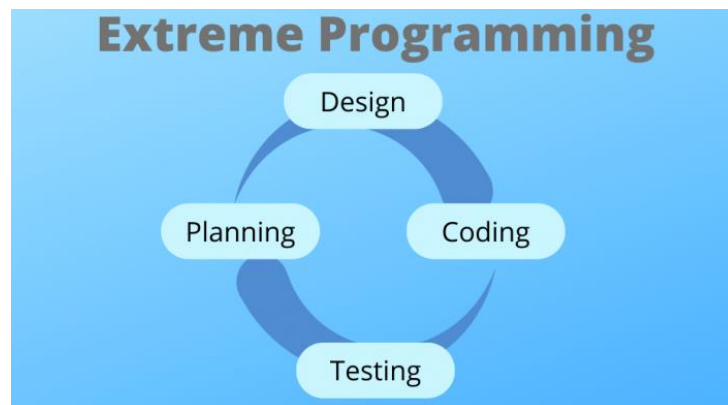 Extreme Programming
Design
Planning
Coding
Testing